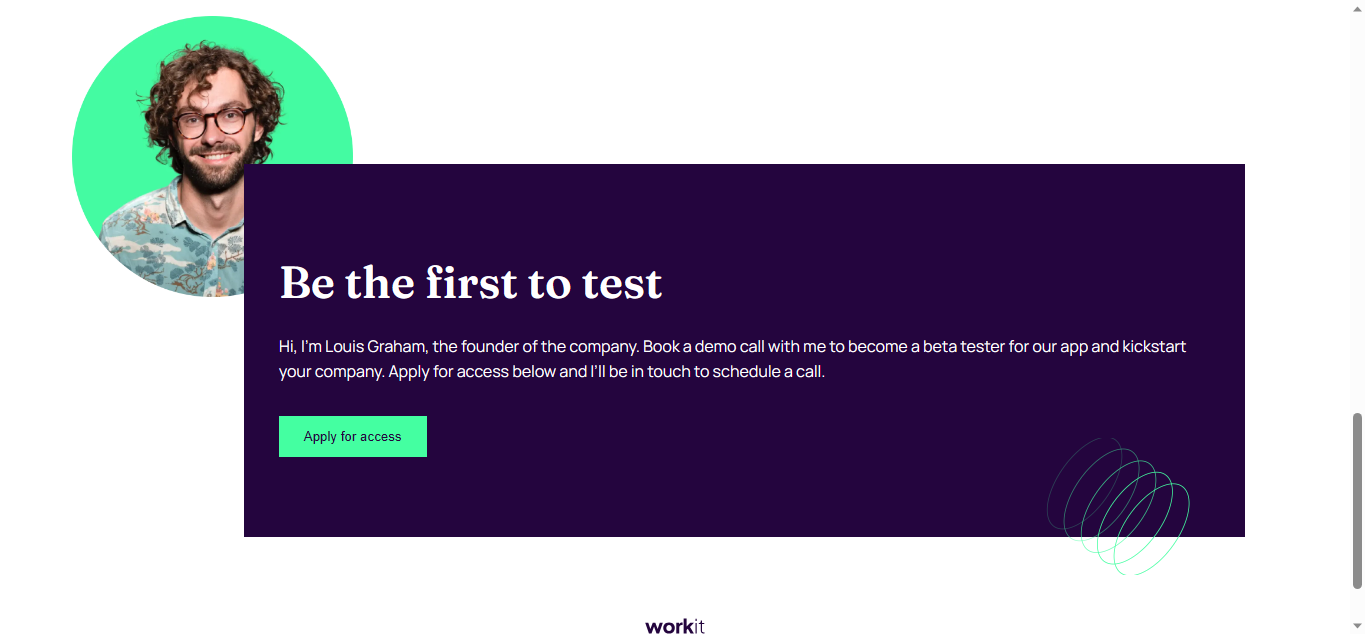 Be the first to test
Hi, I’m Louis Graham, the founder of the company. Book a demo call with me to become a beta tester for our app and kickstart
your company. Apply for access below and I’ll be in touch to schedule a call.
Apply for access
workit